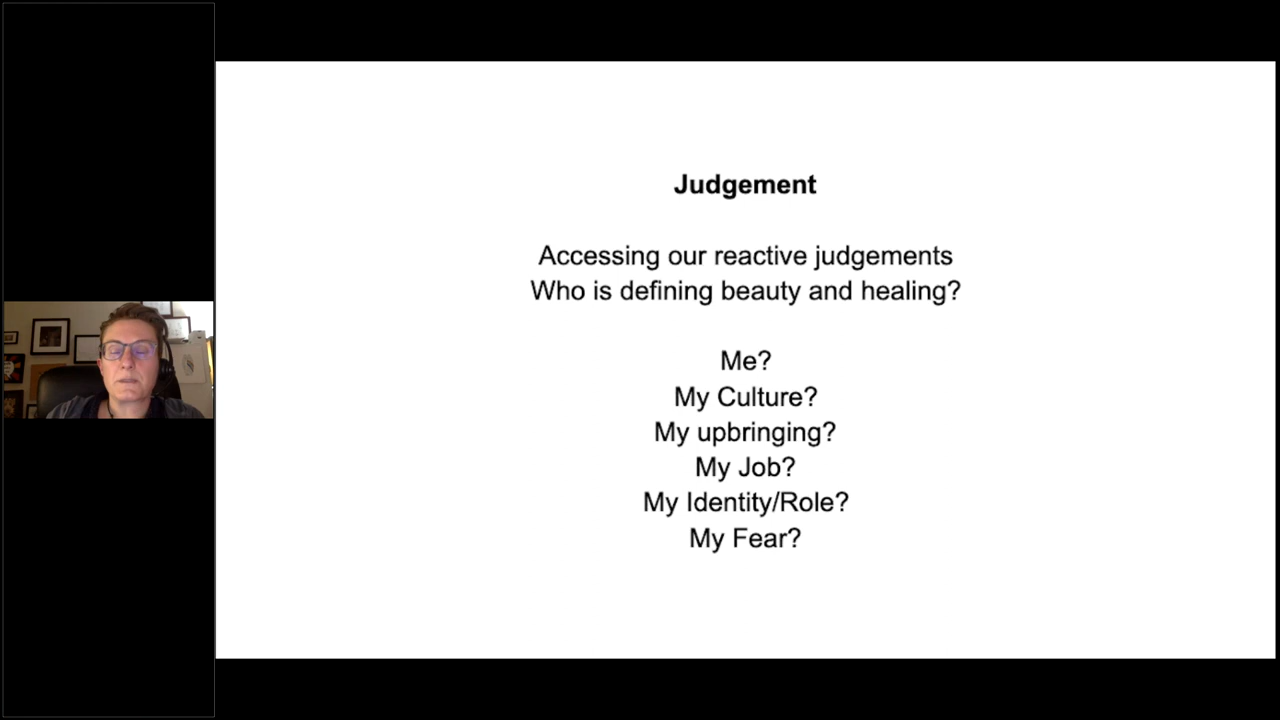 Judgement
Accessing our reactive judgements
Who is defining beauty and healing?
Me?
My Culture?
My upbringing?
My Job?
My Identity/Role?
My Fear?